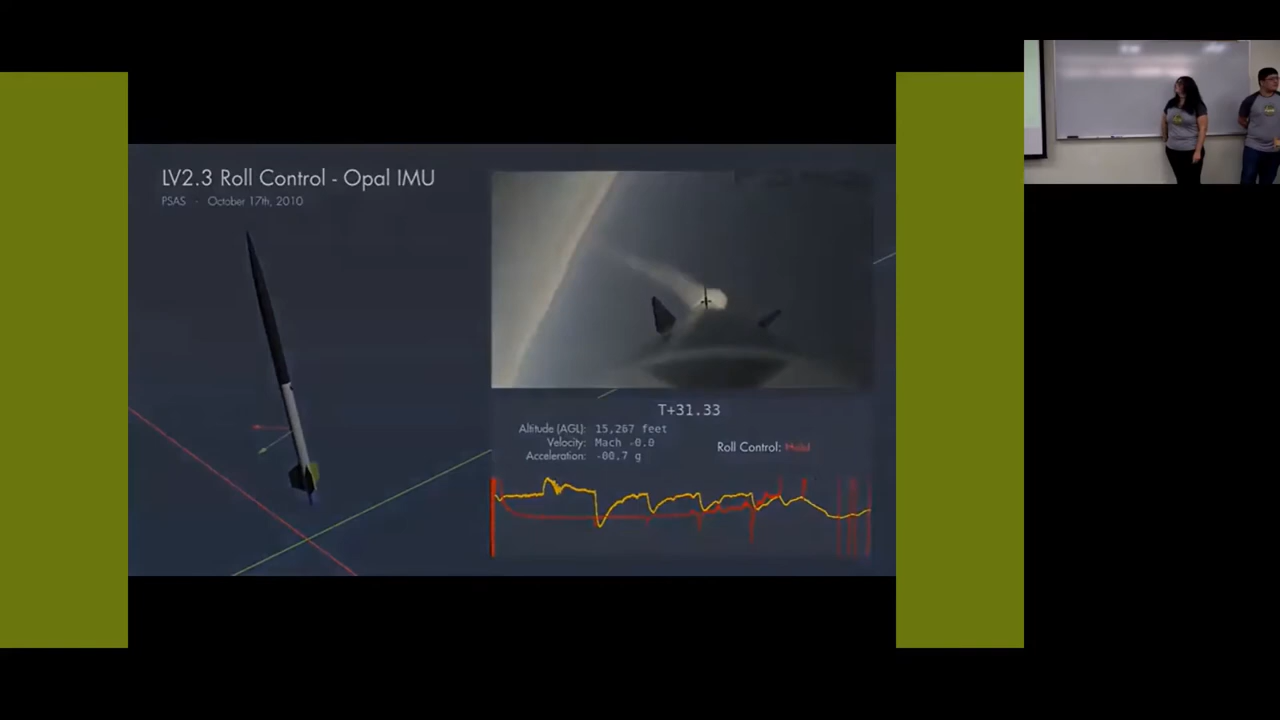 LV2.3 Roll Control - Opal IMU
PSAS - October 17th, 2010
T+31.33
Altitude (AGL): 15,267 feet
Velocity: Mach -0.0
Acceleration: -00.7 g
Roll Control: Hold